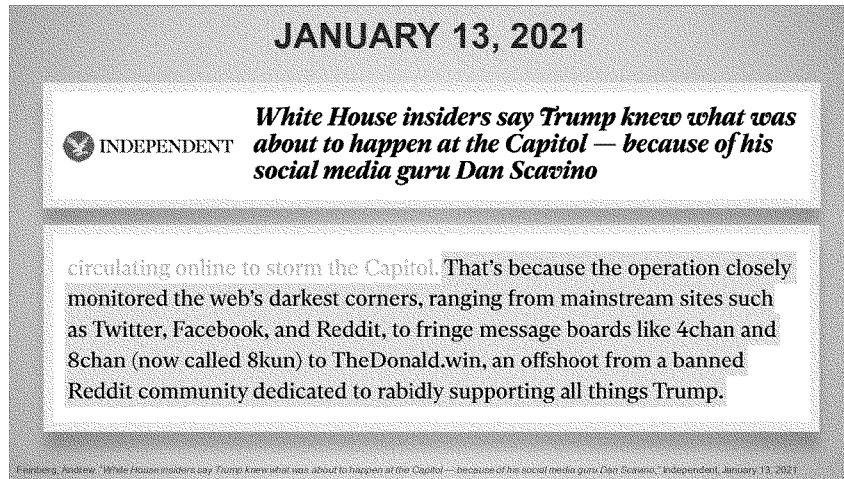 JANUARY 13, 2021
INDEPENDENT
White House insiders say Trump knew what was
about to happen at the Capitol — because of his
social media guru Dan Scavino
circulating online to storm the Capitol. That's because the operation closely
monitored the web's darkest corners, ranging from mainstream sites such
as Twitter, Facebook, and Reddit, to fringe message boards like 4chan and
8chan (now called 8kun) to TheDonald.win, an offshoot from a banned
Reddit community dedicated to rabidly supporting all things Trump.
Feinberg, Andrew, "White House insiders say Trump knew what was about to happen at the Capitol — because of his social media guru Dan Scavino," Independent, January 13, 2021